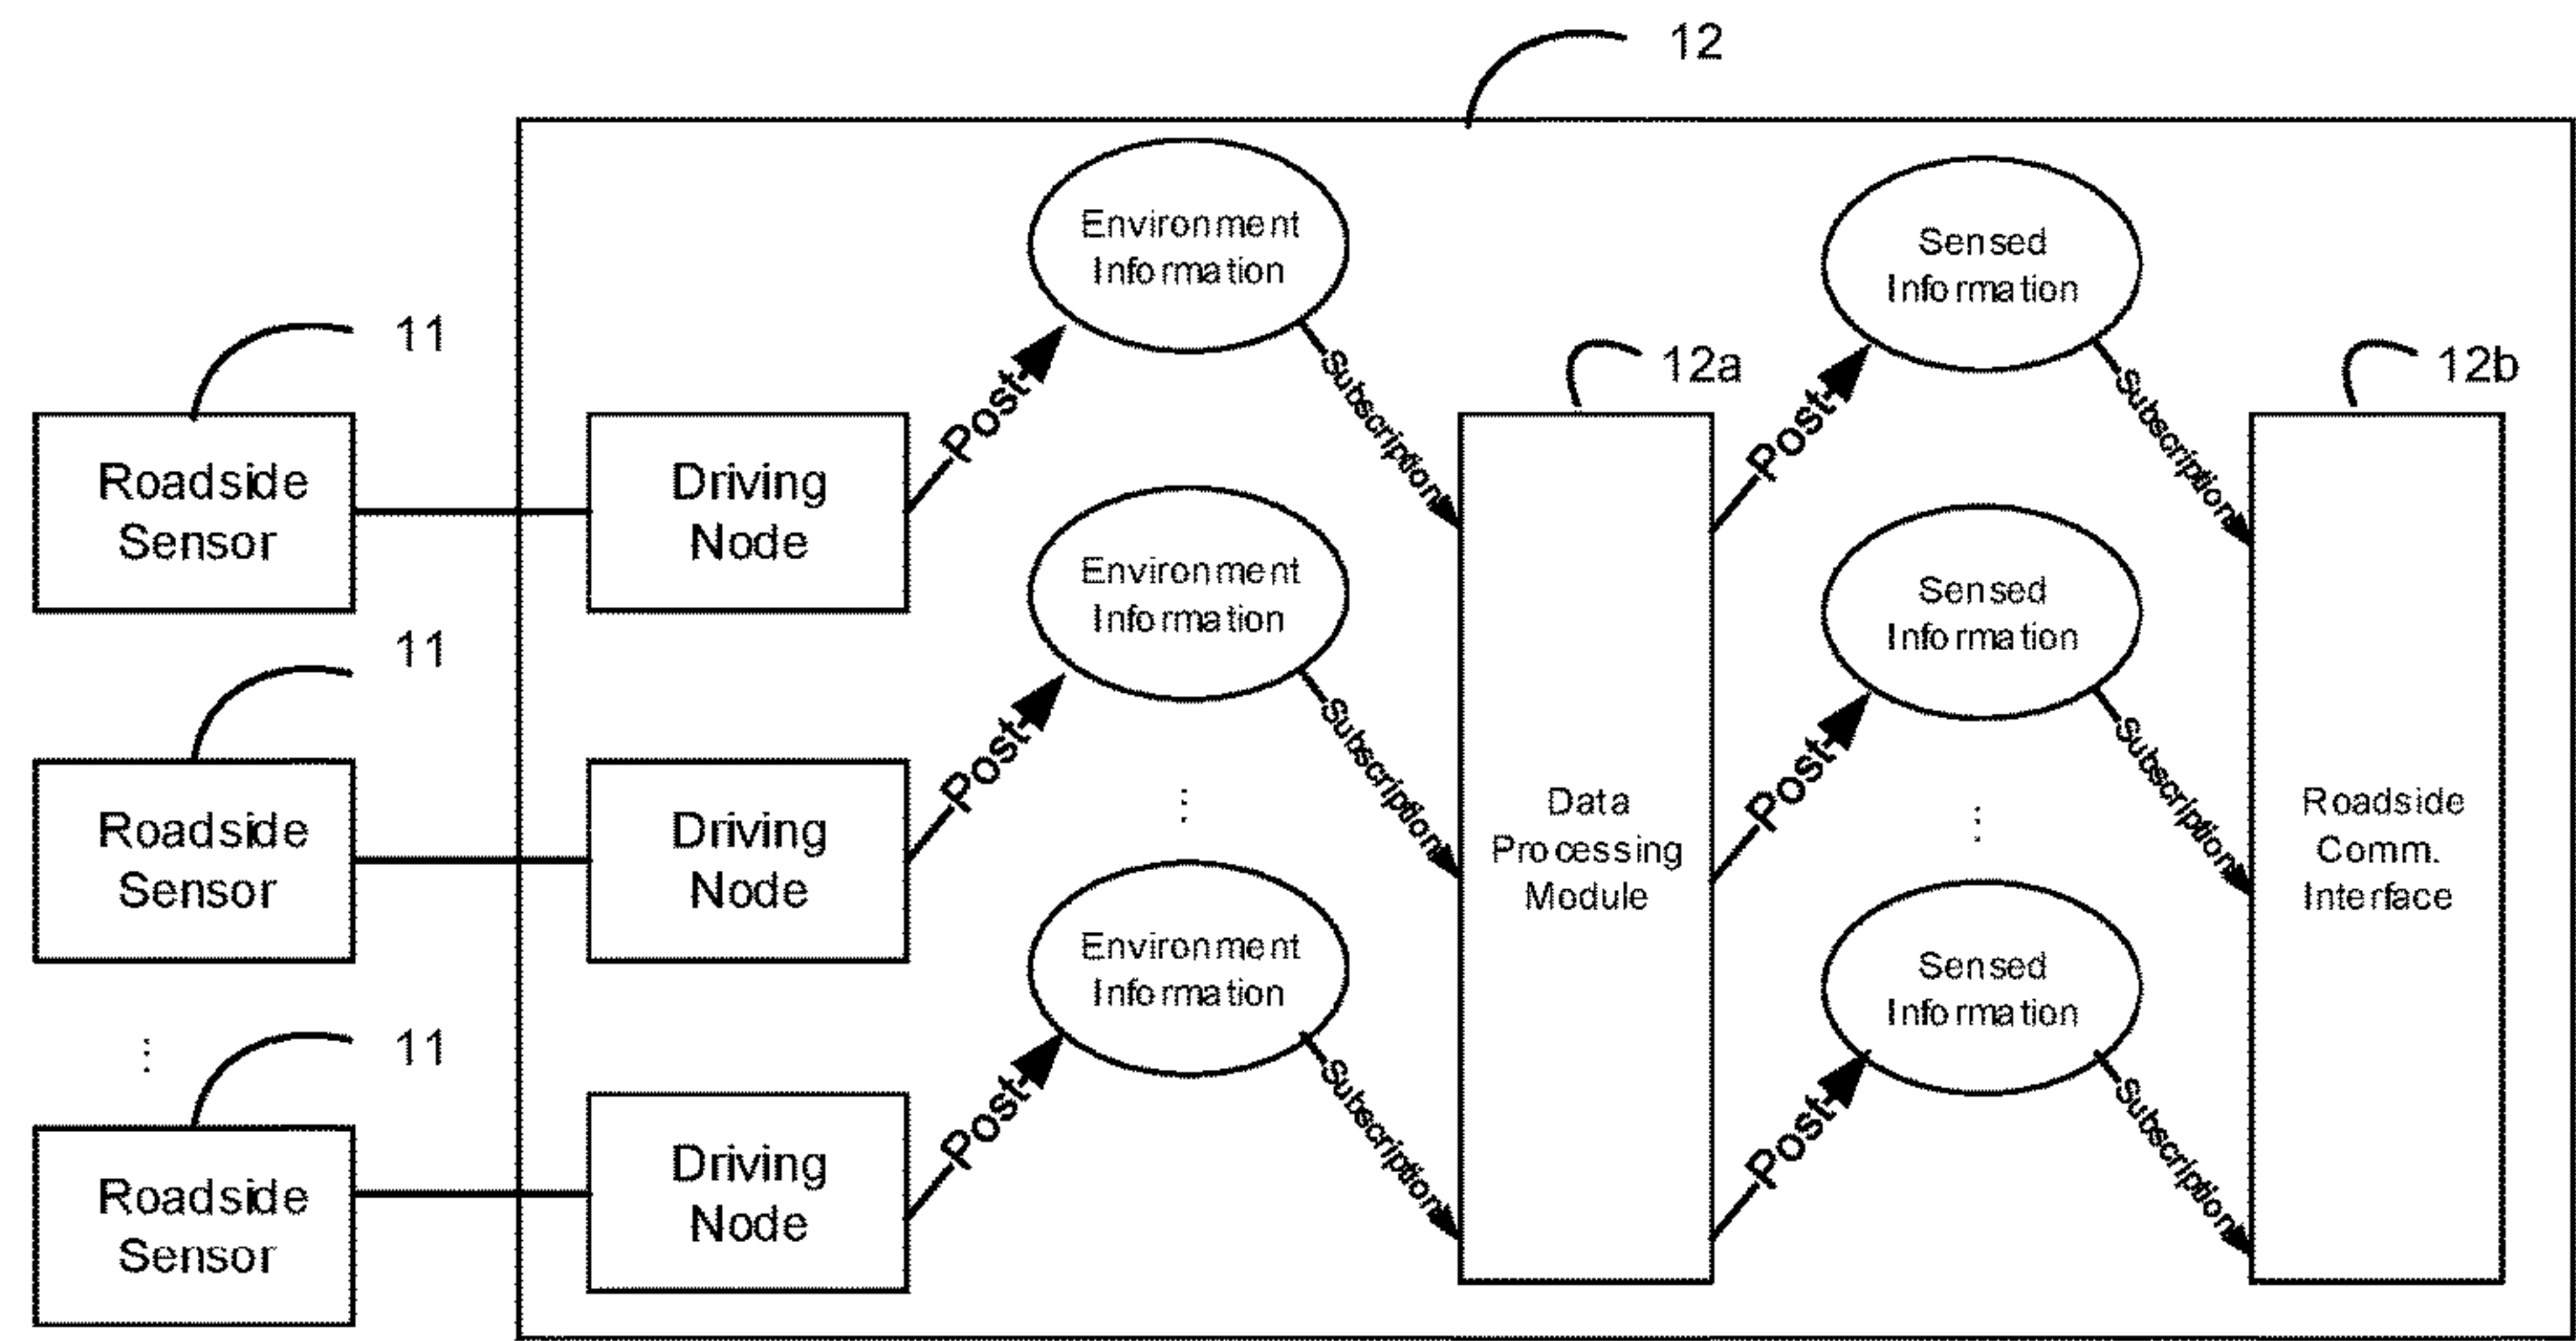 12
Environment
Information
Sensed
Information
11
Post
Subscription
12a
Post
Subscription
12b
Roadside
Sensor
Driving
Node
Environment
Information
Sensed
Information
11
Post
Subscription
Post
Subscription
Roadside
Sensor
Driving
Node
Data
Processing
Module
Roadside
Comm.
Interface
Environment
Information
Sensed
Information
11
Post
Subscription
Post
Subscription
Roadside
Sensor
Driving
Node